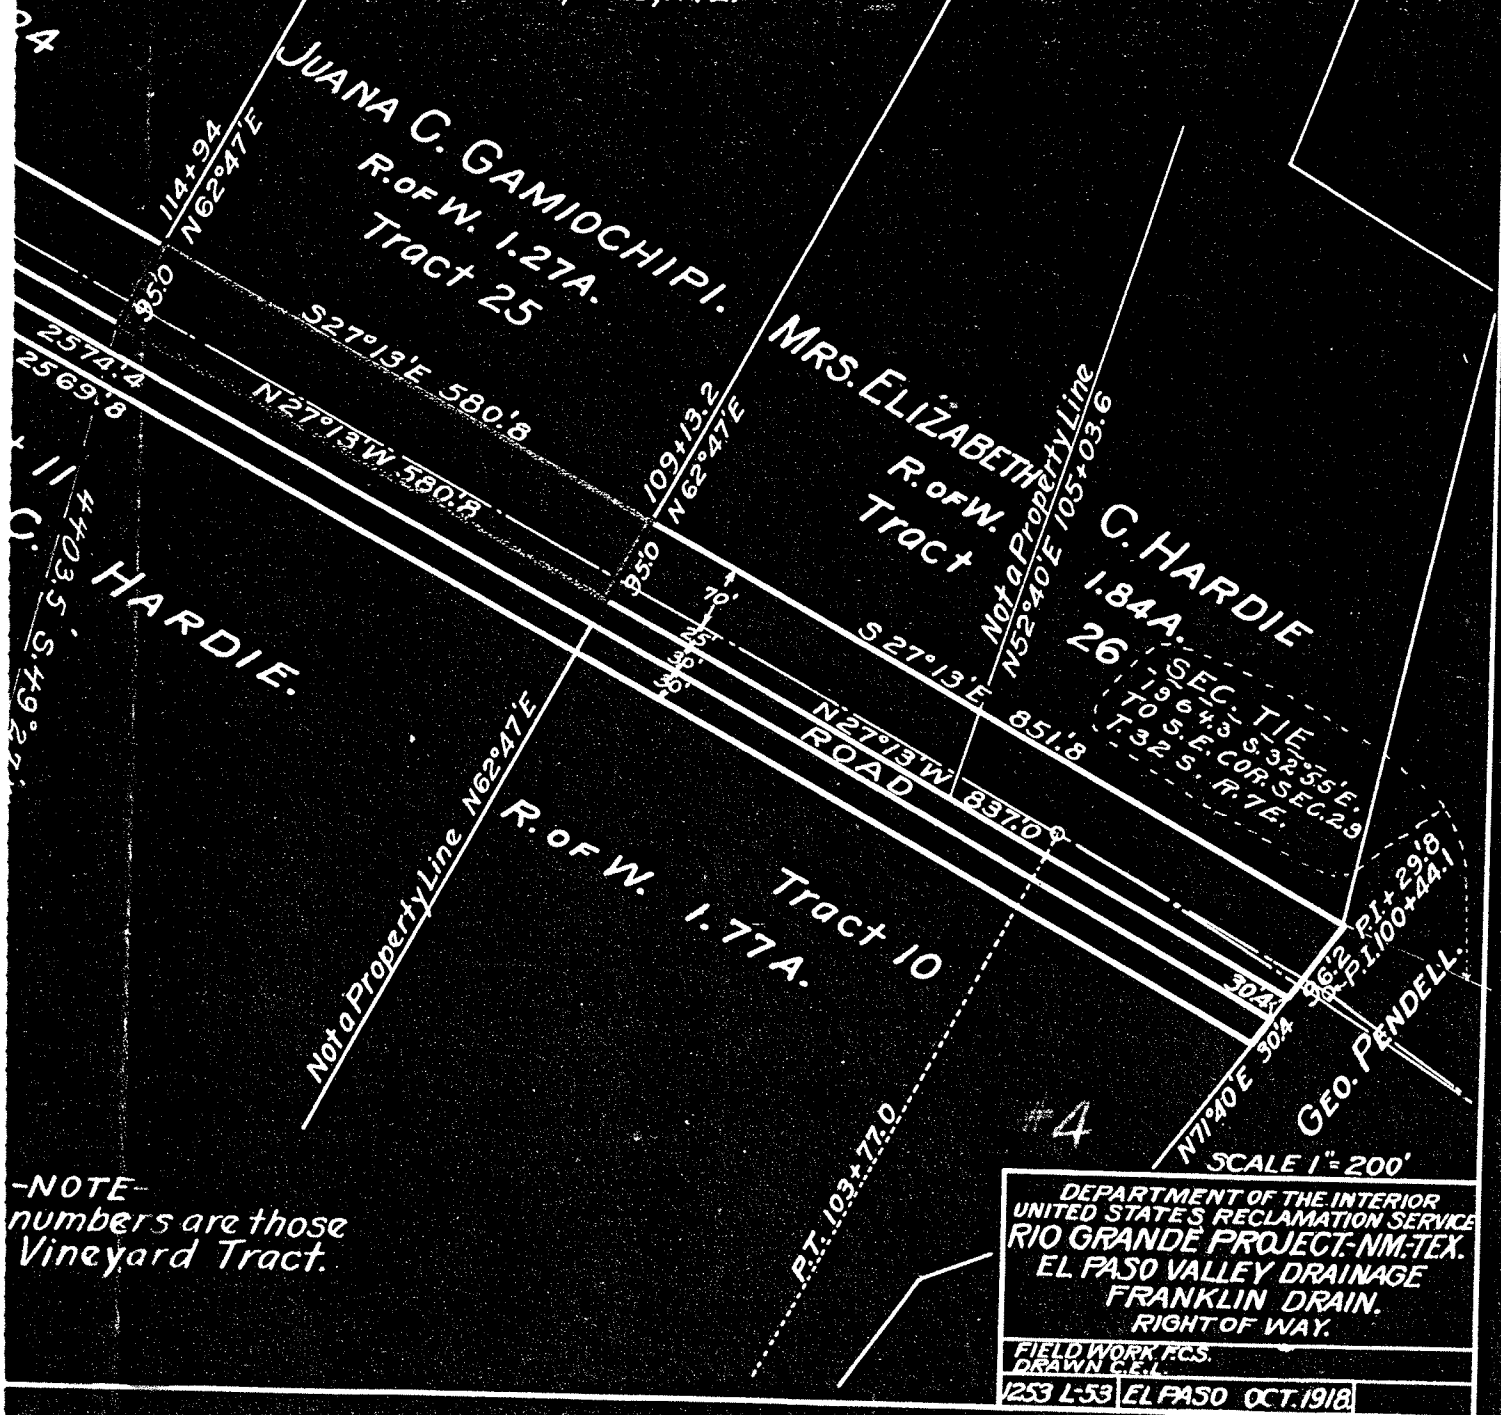 24
JUANA C. GAMIOCHIPI.
R. OF W. 1.27A.
Tract 25
114+94
N62°47'E
95.'0
S27°13'E 580.'8
N27°13'W 580.'8
2574.'4
2569.'8
11
C. HARDIE.
109+13.2
N62°47'E
95.'0
MRS. ELIZABETH C. HARDIE
R. OF W. 1.84A.
Tract 26
Not a Property Line
N52°40'E 105+03.6
70'
25'
30'
S27°13'E 851.'8
N27°13'W 837.'0
ROAD
SEC. TIE
1964.3 S.32°55'E.
TO S.E. COR. SEC. 29
T.32 S. R.7E.
P.I.+29.8
P.I.100+44.1
96.'2
30.'4
30.'4
GEO. PENDELL.
N71°40'E
Not a Property Line N62°47'E
R. OF W. 1.77A.
Tract 10
P.T. 103+77.0
#4
-NOTE-
numbers are those
Vineyard Tract.
SCALE 1"=200'
DEPARTMENT OF THE INTERIOR
UNITED STATES RECLAMATION SERVICE
RIO GRANDE PROJECT-NM-TEX.
EL PASO VALLEY DRAINAGE
FRANKLIN DRAIN.
RIGHT OF WAY.
FIELD WORK F.C.S.
DRAWN C.E.L.
1253 L-53 EL PASO OCT. 1918